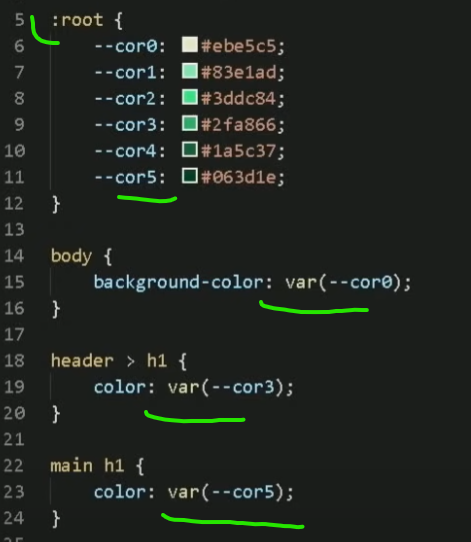 5 :root {
6 --cor0: #ebe5c5;
7 --cor1: #83e1ad;
8 --cor2: #3ddc84;
9 --cor3: #2fa866;
10 --cor4: #1a5c37;
11 --cor5: #063d1e;
12 }
13
14 body {
15 background-color: var(--cor0);
16 }
17
18 header > h1 {
19 color: var(--cor3);
20 }
21
22 main h1 {
23 color: var(--cor5);
24 }
25